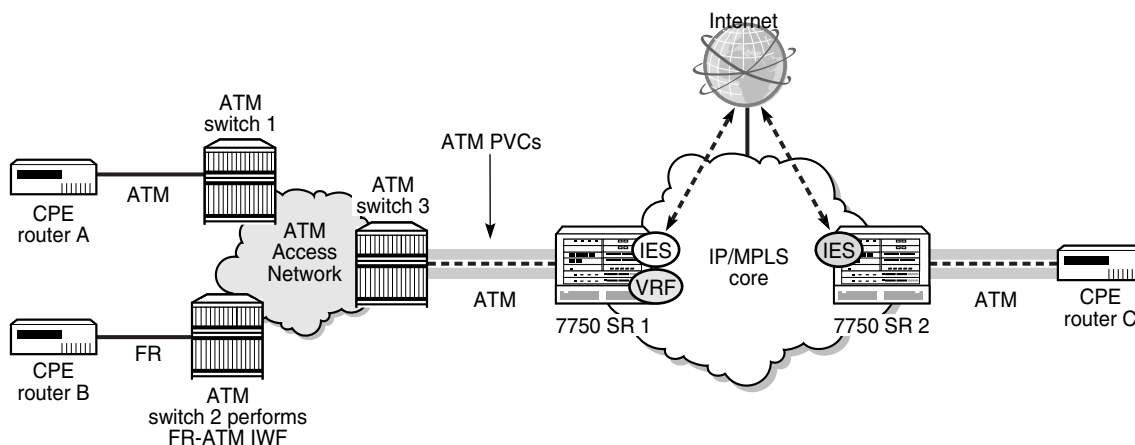 Internet
ATM
switch 1
ATM PVCs
ATM
CPE
router A
ATM
switch 3
ATM
Access
Network
IES
VRF
IP/MPLS
core
IES
ATM
7750 SR 1
7750 SR 2
ATM
CPE
router C
FR
CPE
router B
ATM
switch 2 performs
FR-ATM IWF